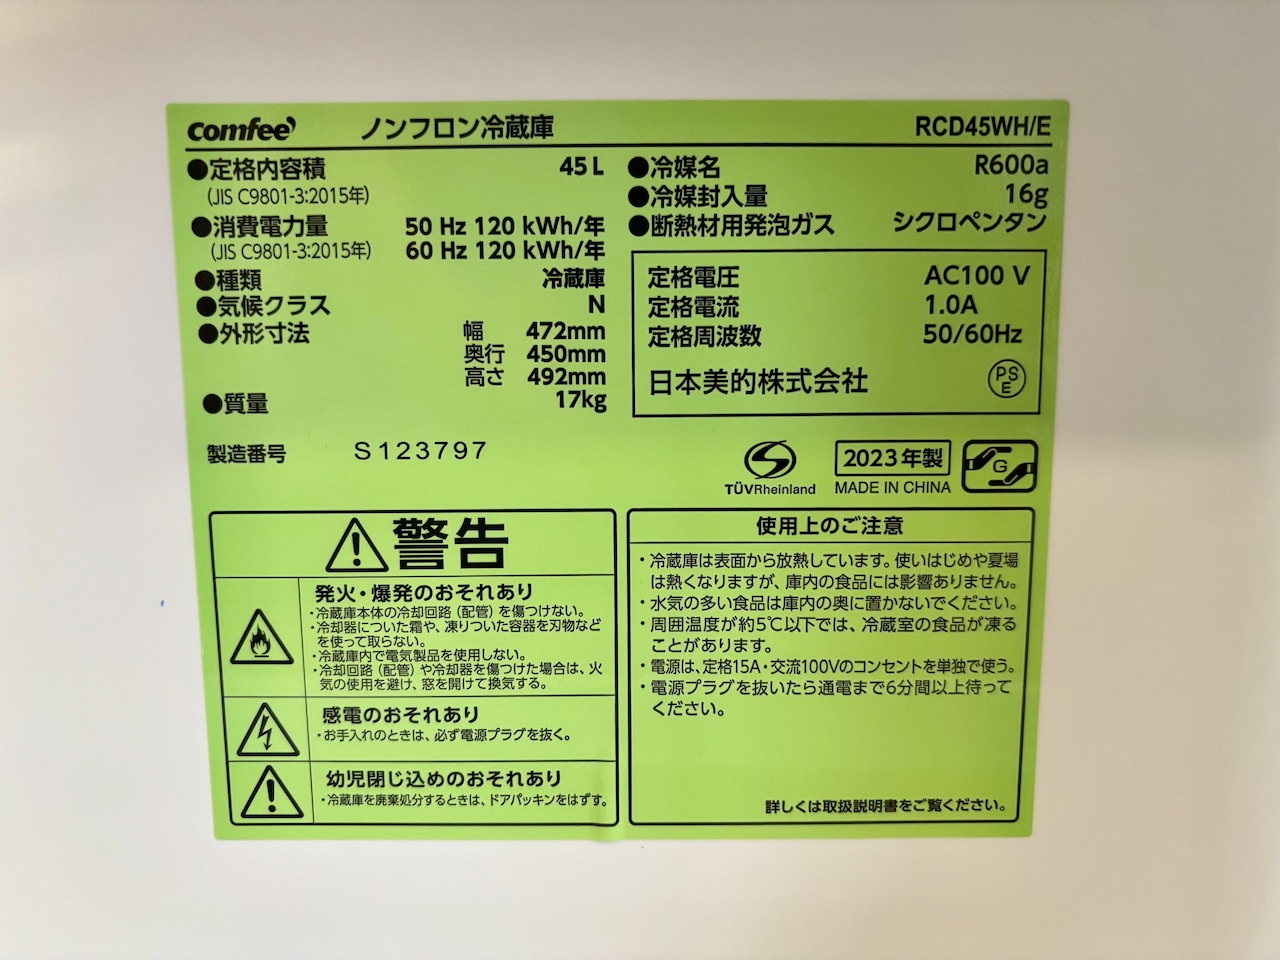 comfee' ノンフロン冷蔵庫 RCD45WH/E
●定格内容積 45 L
(JIS C9801-3:2015年)
●消費電力量 50 Hz 120 kWh/年
(JIS C9801-3:2015年) 60 Hz 120 kWh/年
●種類 冷蔵庫
●気候クラス N
●外形寸法 幅 472mm
奥行 450mm
高さ 492mm
●質量 17kg
製造番号 S123797
●冷媒名 R600a
●冷媒封入量 16g
●断熱材用発泡ガス シクロペンタン
定格電圧 AC100 V
定格電流 1.0A
定格周波数 50/60Hz
日本美的株式会社 PSE
TÜVRheinland
2023年製
MADE IN CHINA
G
警告
発火・爆発のおそれあり
・冷蔵庫本体の冷却回路（配管）を傷つけない。
・冷却器についた霜や、凍りついた容器を刃物など
を使って取らない。
・冷蔵庫内で電気製品を使用しない。
・冷却回路（配管）や冷却器を傷つけた場合は、火
気の使用を避け、窓を開けて換気する。
感電のおそれあり
・お手入れのときは、必ず電源プラグを抜く。
幼児閉じ込めのおそれあり
・冷蔵庫を廃棄処分するときは、ドアパッキンをはずす。
使用上のご注意
・冷蔵庫は表面から放熱しています。使いはじめや夏場
は熱くなりますが、庫内の食品には影響ありません。
・水気の多い食品は庫内の奥に置かないでください。
・周囲温度が約5℃以下では、冷蔵室の食品が凍る
ことがあります。
・電源は、定格15A・交流100Vのコンセントを単独で使う。
・電源プラグを抜いたら通電まで6分間以上待って
ください。
詳しくは取扱説明書をご覧ください。